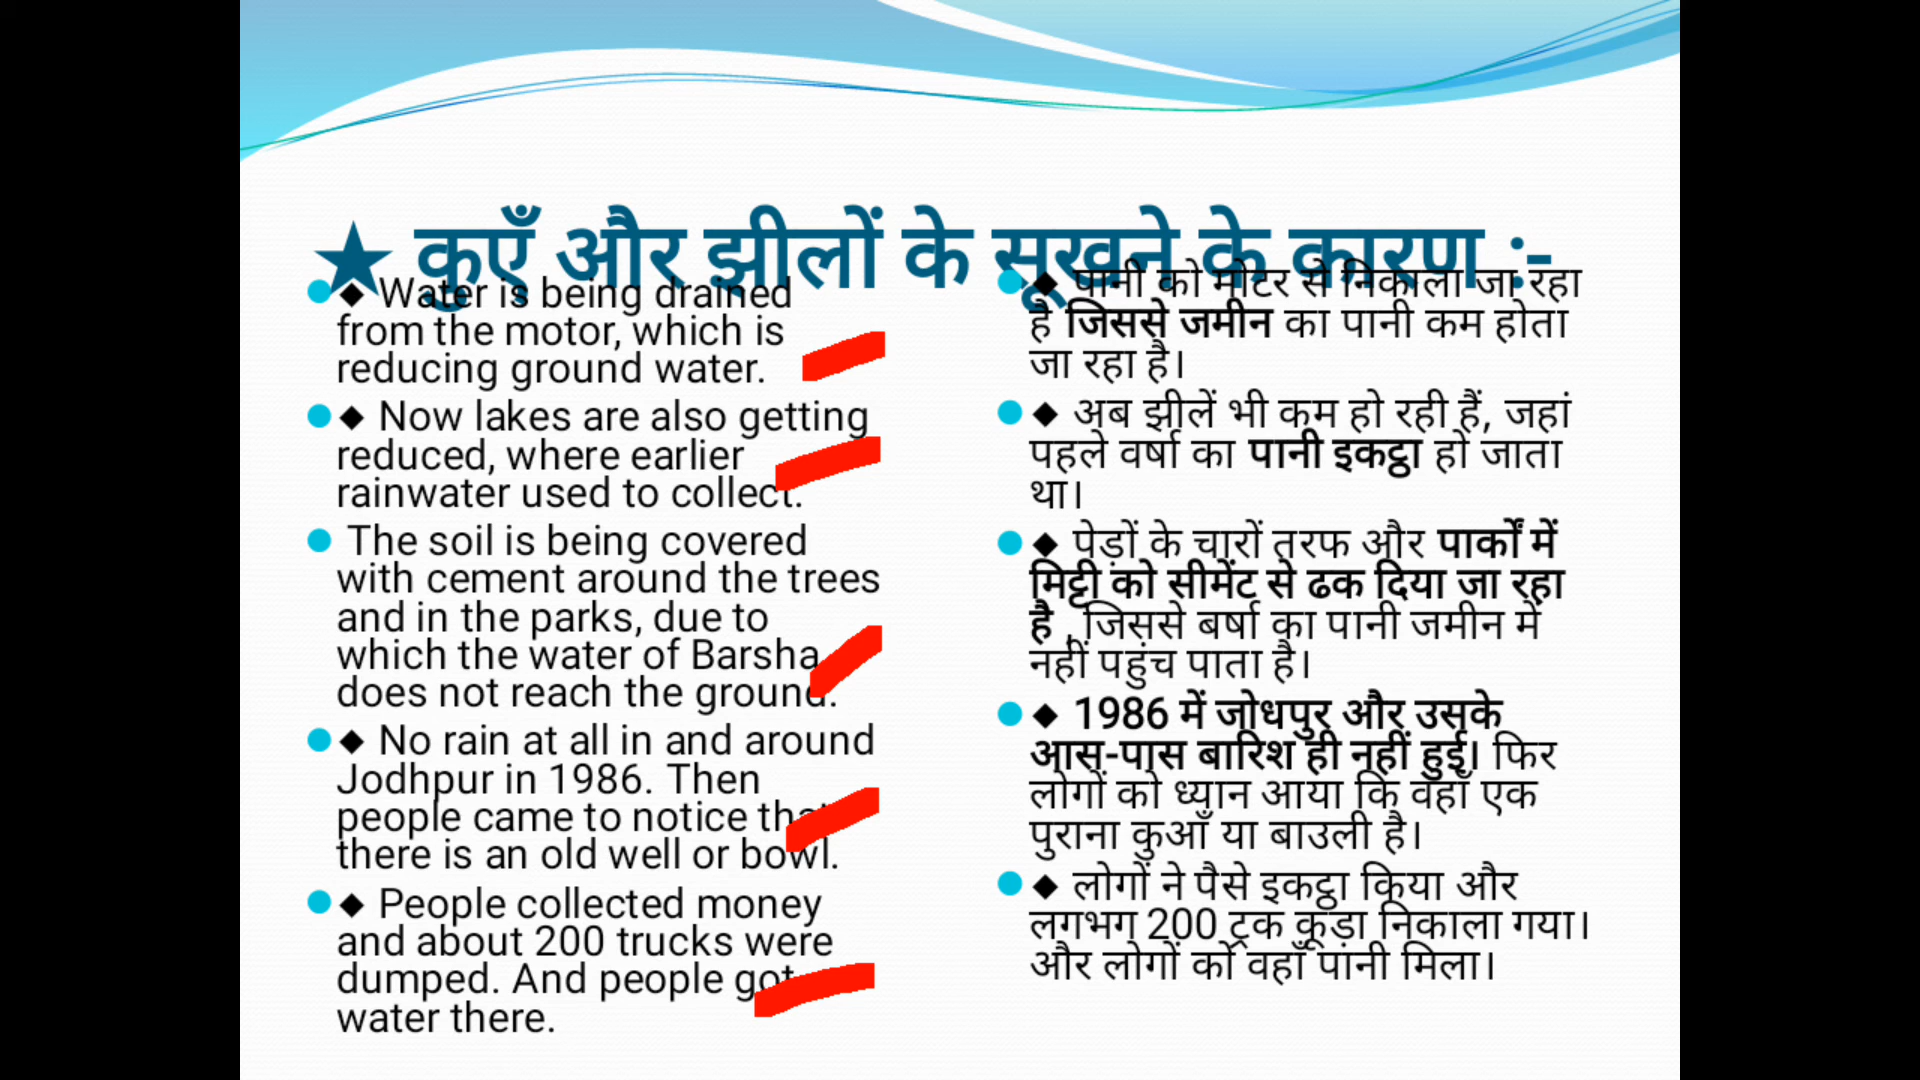 ★ कुएँ और झीलों के सूखने के कारण :-
◆ Water is being drained
from the motor, which is
reducing ground water.
◆ Now lakes are also getting
reduced, where earlier
rainwater used to collect.
The soil is being covered
with cement around the trees
and in the parks, due to
which the water of Barsha
does not reach the ground.
◆ No rain at all in and around
Jodhpur in 1986. Then
people came to notice that
there is an old well or bowl.
◆ People collected money
and about 200 trucks were
dumped. And people got
water there.
◆ पानी को मोटर से निकाला जा रहा
है जिससे जमीन का पानी कम होता
जा रहा है।
◆ अब झीलें भी कम हो रही हैं, जहां
पहले वर्षा का पानी इकट्ठा हो जाता
था।
◆ पेड़ों के चारों तरफ और पार्कों में
मिट्टी को सीमेंट से ढक दिया जा रहा
है , जिससे बर्षा का पानी जमीन में
नहीं पहुंच पाता है।
◆ 1986 में जोधपुर और उसके
आस-पास बारिश ही नहीं हुई। फिर
लोगों को ध्यान आया कि वहाँ एक
पुराना कुआँ या बाउली है।
◆ लोगों ने पैसे इकट्ठा किया और
लगभग 200 ट्रक कूड़ा निकाला गया।
और लोगों को वहाँ पानी मिला।